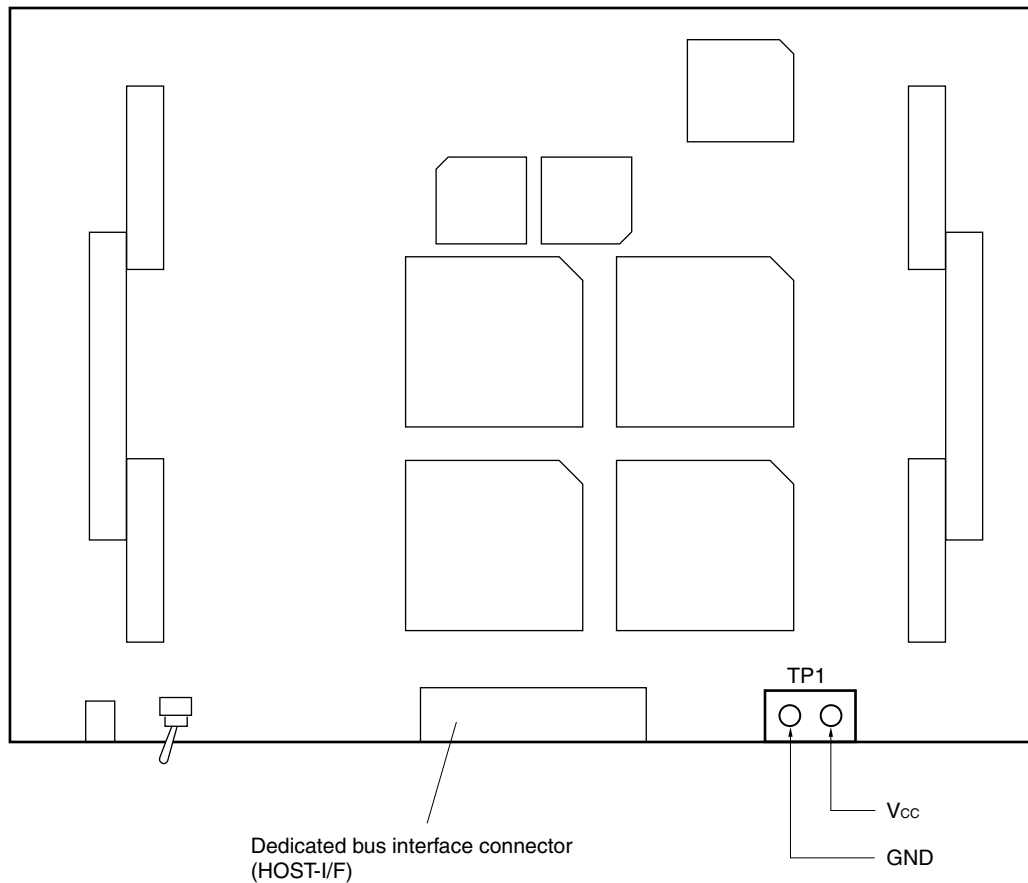 TP1
VCC
GND
Dedicated bus interface connector
(HOST-I/F)